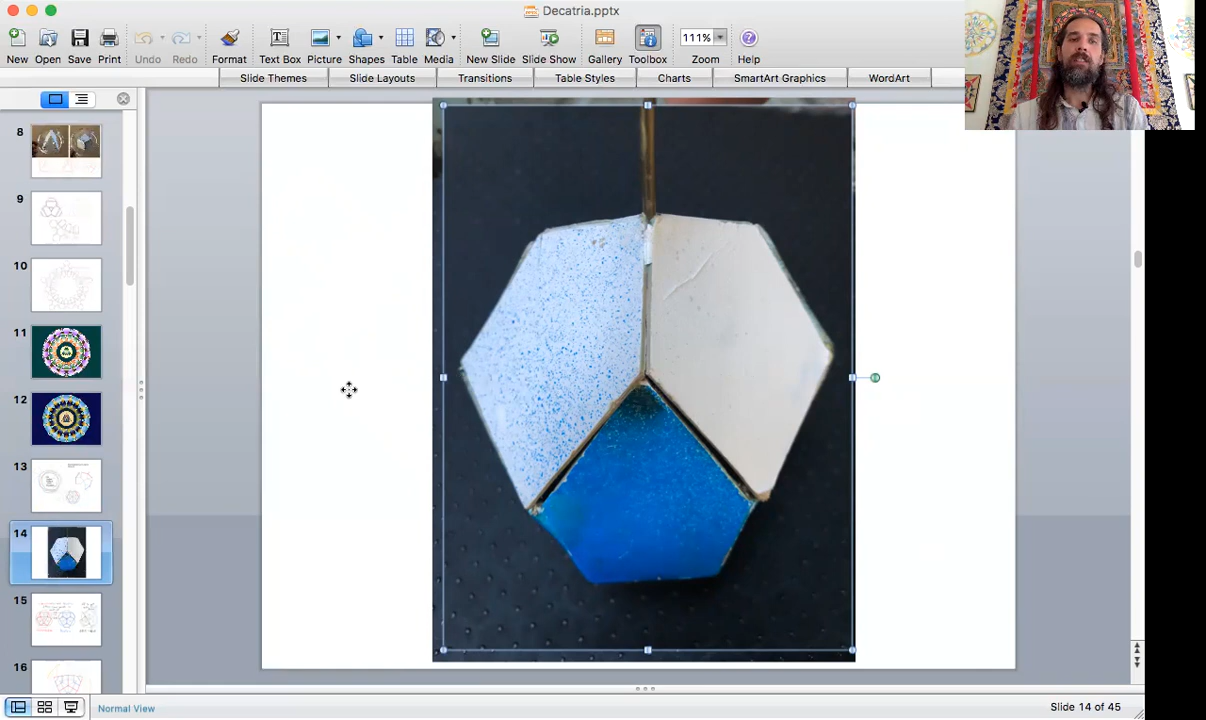 Decatria.pptx
New Open Save Print Undo Redo Format Text Box Picture Shapes Table Media New Slide Slide Show Gallery Toolbox 111% Zoom ? Help
Slide Themes Slide Layouts Transitions Table Styles Charts SmartArt Graphics WordArt
8
9
10
11
12
13
14
15
16
Normal View
Slide 14 of 45